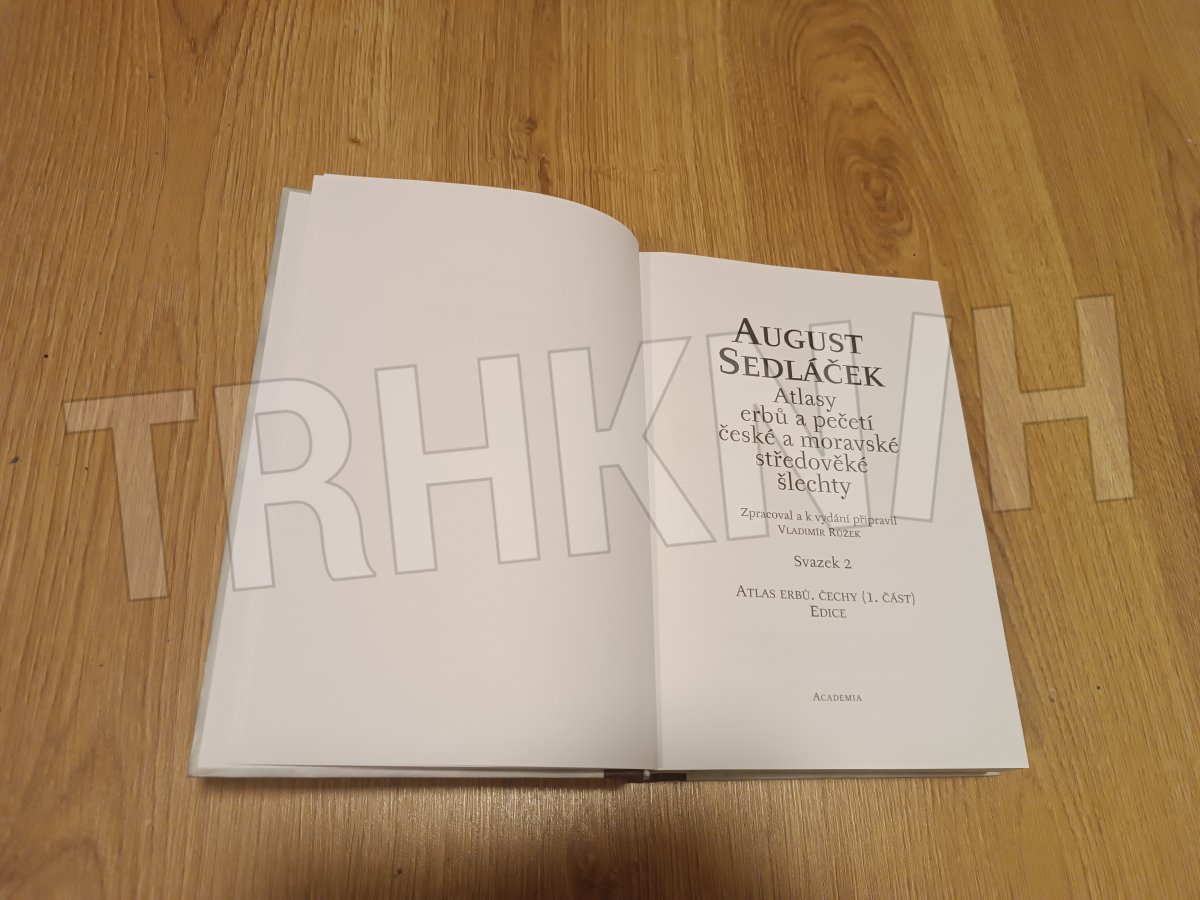 AUGUST
SEDLÁČEK
Atlasy
erbů a pečetí
české a moravské
středověké
šlechty
Zpracoval a k vydání připravil
VLADIMÍR RŮŽEK
Svazek 2
ATLAS ERBŮ. ČECHY (1. ČÁST)
EDICE
ACADEMIA
TRHKNIH